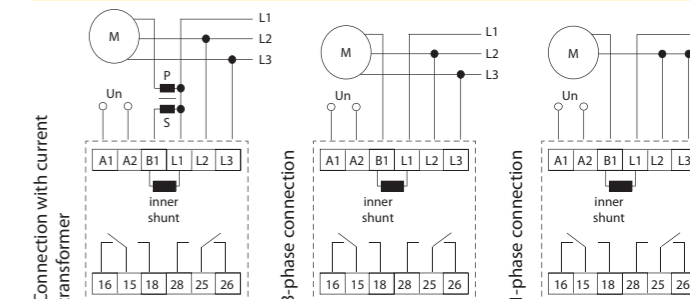 Connection with current
transformer
M
L1
L2
L3
P
S
Un
A1 A2 B1 L1 L2 L3
inner
shunt
16 15 18 28 25 26
3-phase connection
M
L1
L2
L3
Un
A1 A2 B1 L1 L2 L3
inner
shunt
16 15 18 28 25 26
1-phase connection
M
Un
A1 A2 B1 L1 L2 L3
inner
shunt
16 15 18 28 25 26